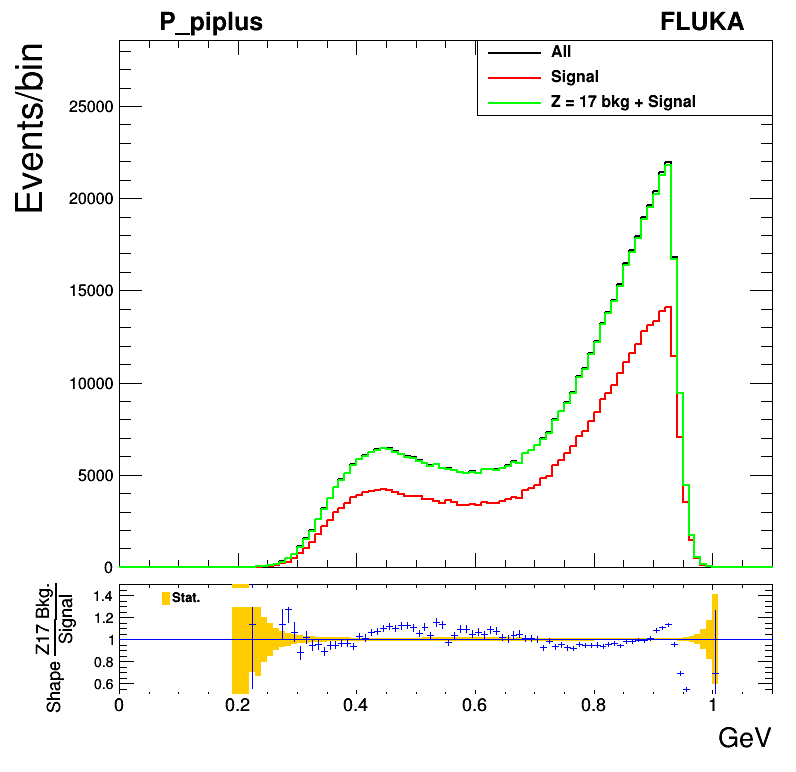 P_piplus FLUKA
Events/bin
All
Signal
Z = 17 bkg + Signal
25000
20000
15000
10000
5000
0
Shape Z17 Bkg. / Signal
Stat.
1.4
1.2
1
0.8
0.6
0 0.2 0.4 0.6 0.8 1
GeV